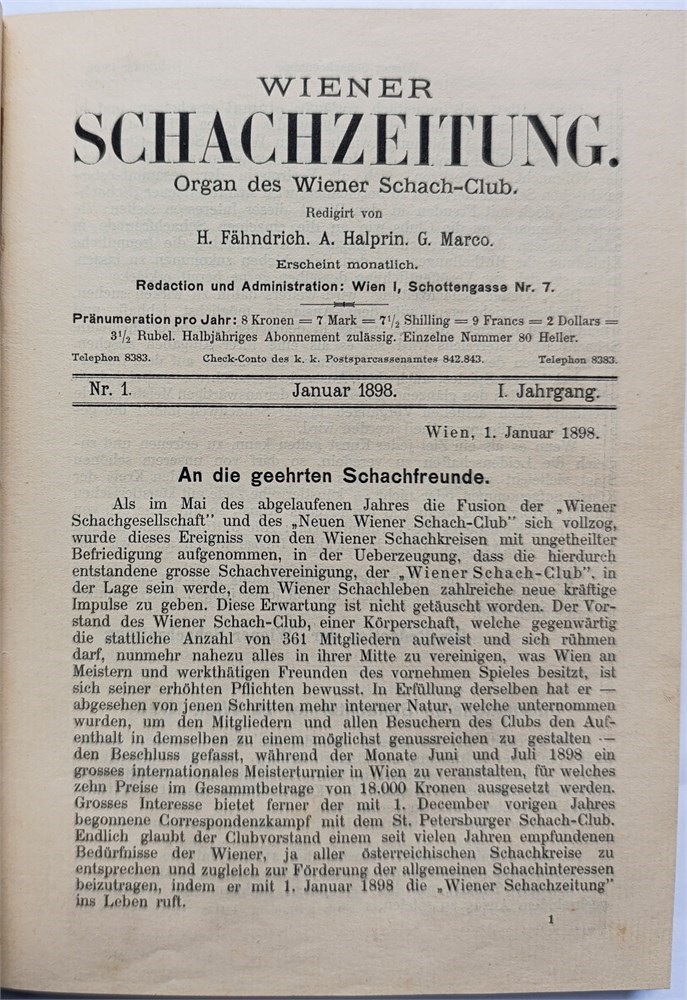 WIENER
SCHACHZEITUNG.
Organ des Wiener Schach-Club.
Redigirt von
H. Fähndrich. A. Halprin. G. Marco.
Erscheint monatlich.
Redaction und Administration: Wien I, Schottengasse Nr. 7.
Pränumeration pro Jahr: 8 Kronen = 7 Mark = 7½ Shilling = 9 Francs = 2 Dollars =
3½ Rubel. Halbjähriges Abonnement zulässig. Einzelne Nummer 80 Heller.
Telephon 8383. Check-Conto des k. k. Postsparcassenamtes 842.843. Telephon 8383.
Nr. 1. Januar 1898. I. Jahrgang.
Wien, 1. Januar 1898.
An die geehrten Schachfreunde.
Als im Mai des abgelaufenen Jahres die Fusion der „Wiener
Schachgesellschaft” und des „Neuen Wiener Schach-Club” sich vollzog,
wurde dieses Ereigniss von den Wiener Schachkreisen mit ungetheilter
Befriedigung aufgenommen, in der Ueberzeugung, dass die hierdurch
entstandene grosse Schachvereinigung, der „Wiener Schach-Club”, in
der Lage sein werde, dem Wiener Schachleben zahlreiche neue kräftige
Impulse zu geben. Diese Erwartung ist nicht getäuscht worden. Der Vor-
stand des Wiener Schach-Club, einer Körperschaft, welche gegenwärtig
die stattliche Anzahl von 361 Mitgliedern aufweist und sich rühmen
darf, nunmehr nahezu alles in ihrer Mitte zu vereinigen, was Wien an
Meistern und werkthätigen Freunden des vornehmen Spieles besitzt, ist
sich seiner erhöhten Pflichten bewusst. In Erfüllung derselben hat er —
abgesehen von jenen Schritten mehr interner Natur, welche unternommen
wurden, um den Mitgliedern und allen Besuchern des Clubs den Auf-
enthalt in demselben zu einem möglichst genussreichen zu gestalten —
den Beschluss gefasst, während der Monate Juni und Juli 1898 ein
grosses internationales Meisterturnier in Wien zu veranstalten, für welches
zehn Preise im Gesammtbetrage von 18.000 Kronen ausgesetzt werden.
Grosses Interesse bietet ferner der mit 1. December vorigen Jahres
begonnene Correspondenzkampf mit dem St. Petersburger Schach-Club.
Endlich glaubt der Clubvorstand einem seit vielen Jahren empfundenen
Bedürfnisse der Wiener, ja aller österreichischen Schachkreise zu
entsprechen und zugleich zur Förderung der allgemeinen Schachinteressen
beizutragen, indem er mit 1. Januar 1898 die „Wiener Schachzeitung”
ins Leben ruft.
1